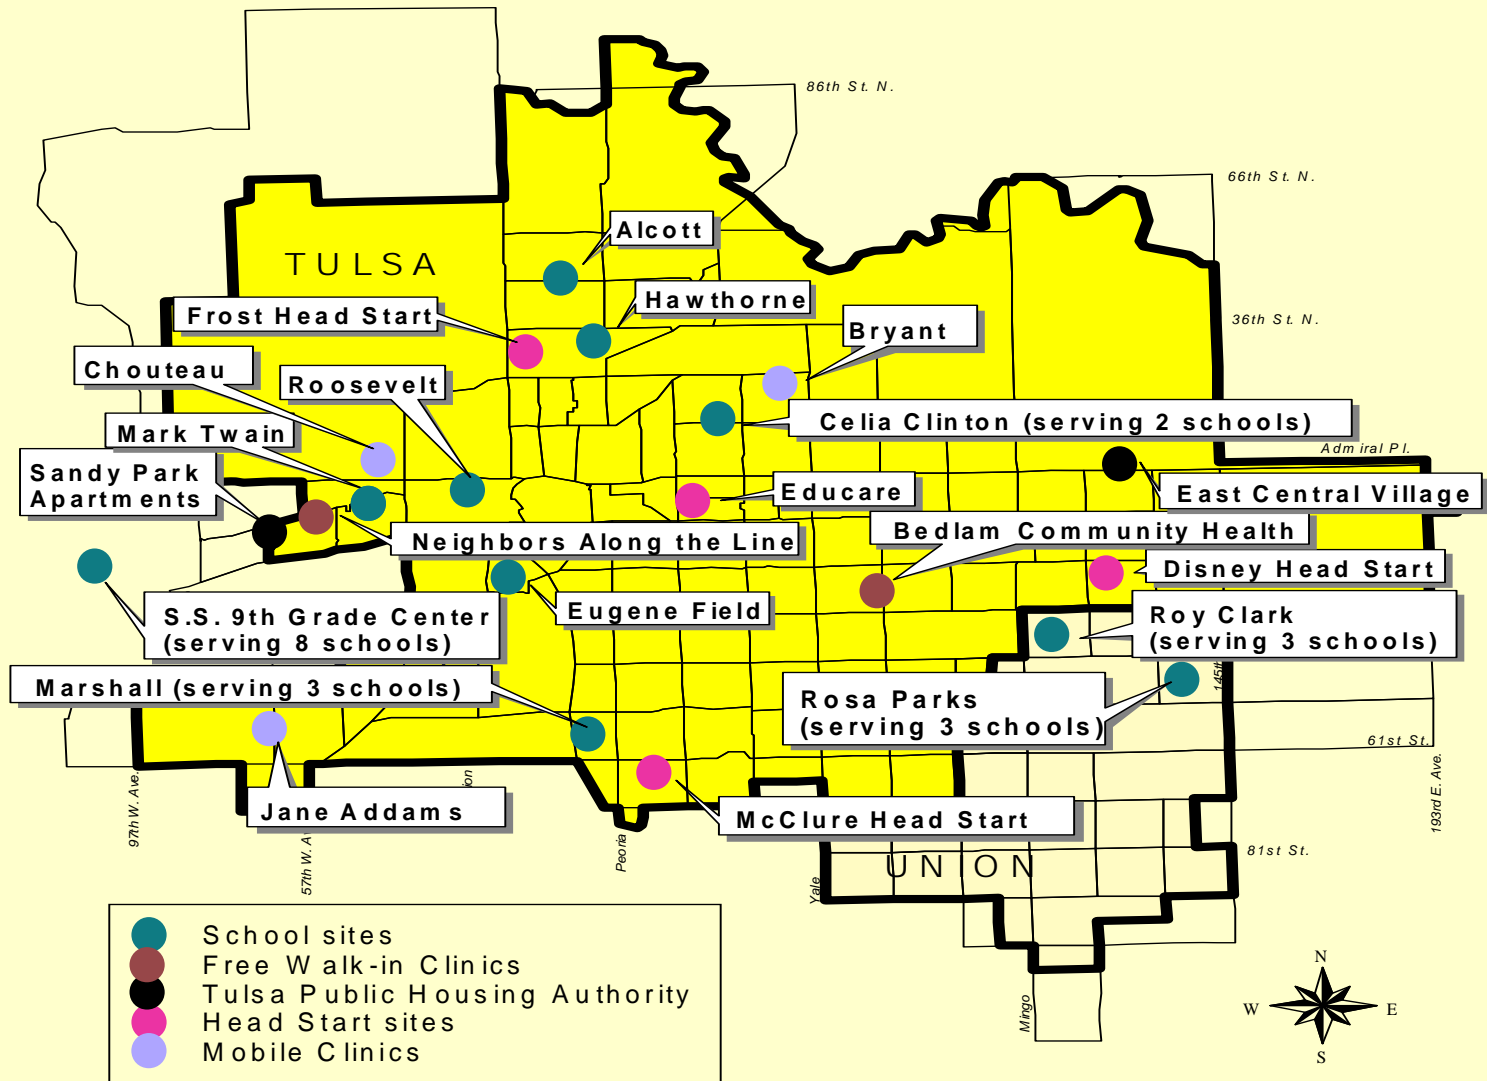 86th St. N.
66th St. N.
Alcott
TULSA
Hawthorne
Frost Head Start
36th St. N.
Bryant
Chouteau
Roosevelt
Celia Clinton (serving 2 schools)
Mark Twain
Admiral Pl.
Sandy Park
Apartments
Educare
East Central Village
Bedlam Community Health
Neighbors Along the Line
Disney Head Start
Eugene Field
S.S. 9th Grade Center
(serving 8 schools)
Roy Clark
(serving 3 schools)
Marshall (serving 3 schools)
145th
Rosa Parks
(serving 3 schools)
61st St.
97th W. Ave.
57th W. Av
ion
Jane Addams
McClure Head Start
Peoria
193rd E. Ave.
81st St.
UNION
Yale
Mingo
School sites
Free Walk-in Clinics
Tulsa Public Housing Authority
Head Start sites
Mobile Clinics
N
W
E
S